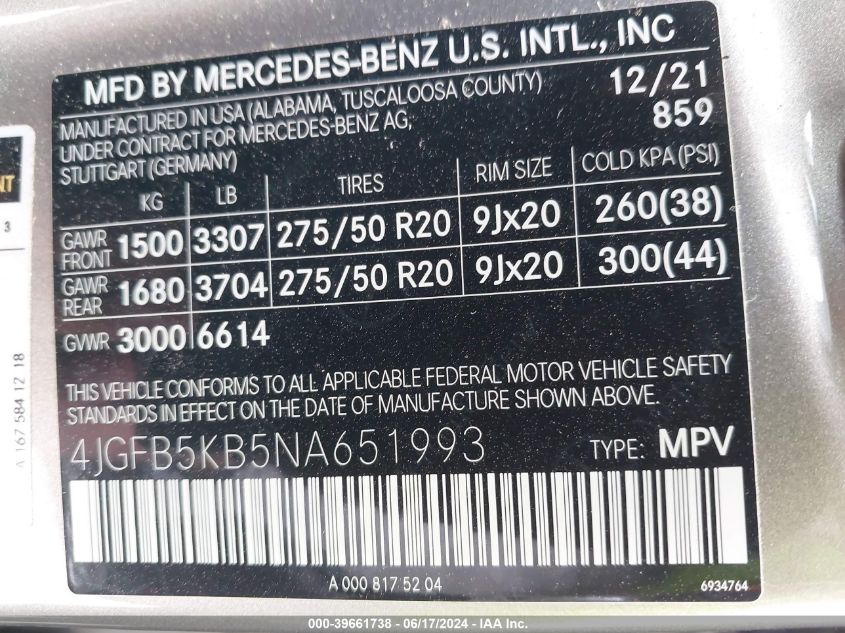 MFD BY MERCEDES-BENZ U.S. INTL., INC
MANUFACTURED IN USA (ALABAMA, TUSCALOOSA COUNTY) 12/21
UNDER CONTRACT FOR MERCEDES-BENZ AG, 859
STUTTGART (GERMANY)
KG LB TIRES RIM SIZE COLD KPA (PSI)
GAWR FRONT 1500 3307 275/50 R20 9Jx20 260(38)
GAWR REAR 1680 3704 275/50 R20 9Jx20 300(44)
GVWR 3000 6614
THIS VEHICLE CONFORMS TO ALL APPLICABLE FEDERAL MOTOR VEHICLE SAFETY
STANDARDS IN EFFECT ON THE DATE OF MANUFACTURE SHOWN ABOVE.
4JGFB5KB5NA651993 TYPE: MPV
A 000 817 52 04 6934764
NT
3
A 167 584 12 18
000-39661738 - 06/17/2024 - IAAI.com.